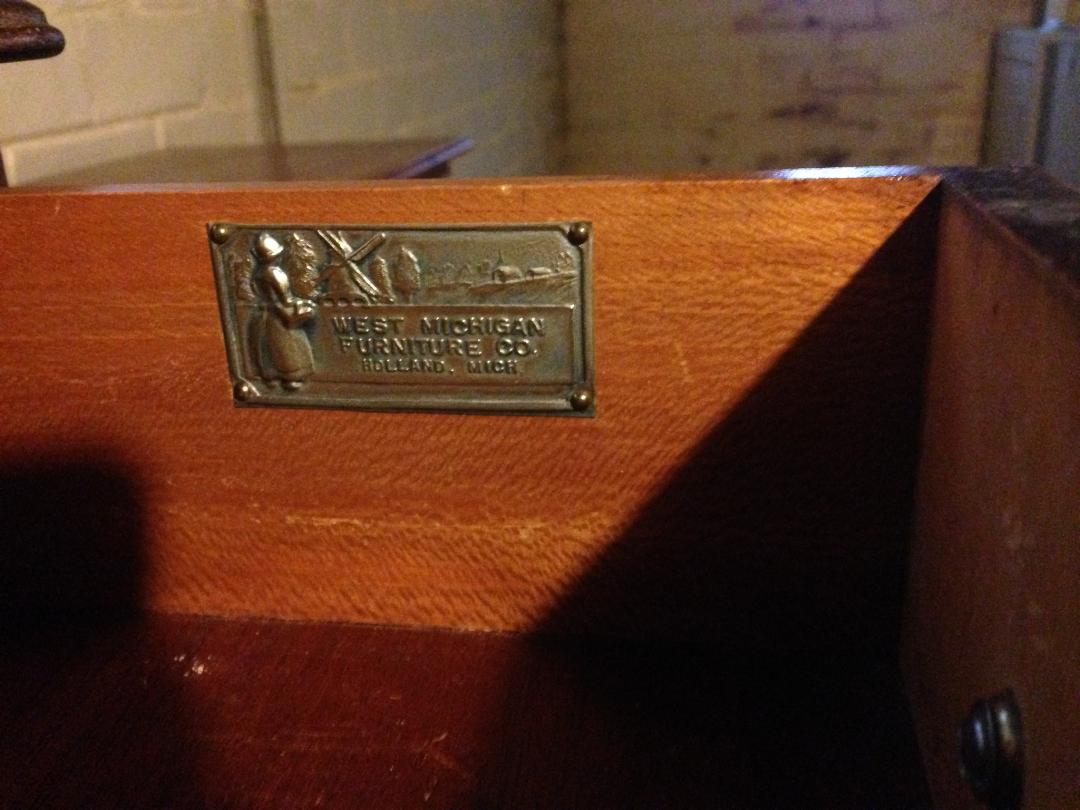 WEST MICHIGAN
FURNITURE CO.
HOLLAND, MICH.